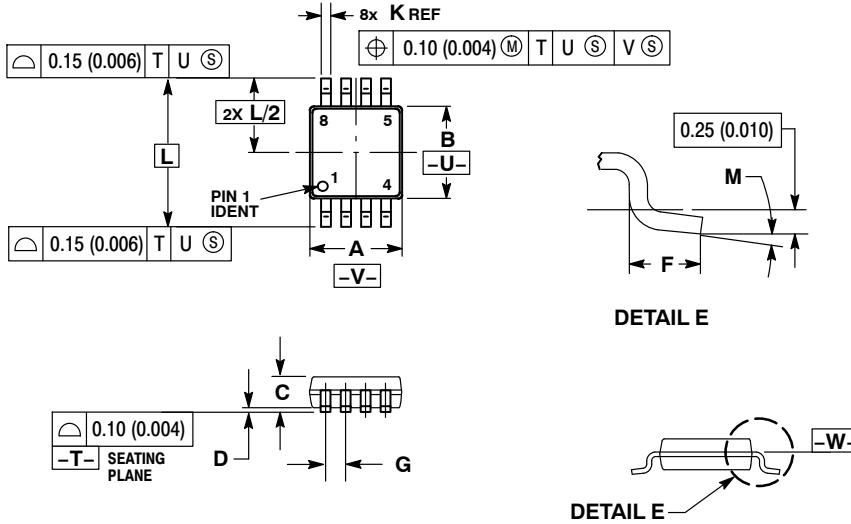 8x K REF
⌖ 0.10 (0.004) Ⓜ T U Ⓢ V Ⓢ
⌓ 0.15 (0.006) T U Ⓢ
2X L/2
L
8 5
1 4
B
–U–
PIN 1
IDENT
⌓ 0.15 (0.006) T U Ⓢ
A
–V–
0.25 (0.010)
M
F
DETAIL E
C
⌓ 0.10 (0.004)
–T– SEATING
PLANE
D
G
–W–
DETAIL E